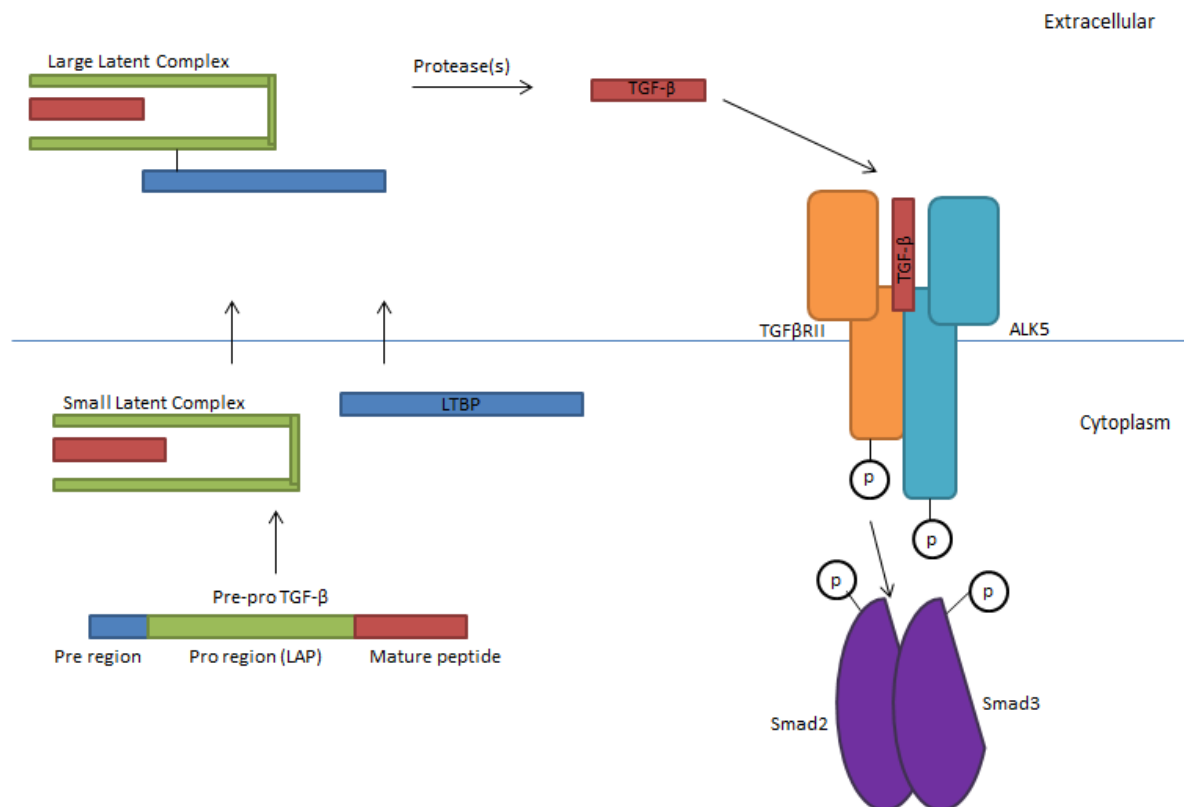 Extracellular
Large Latent Complex
Protease(s)
TGF-β
TGF-β
TGFβRII
ALK5
Small Latent Complex
LTBP
Cytoplasm
p
p
p
p
Pre-pro TGF-β
Pre region
Pro region (LAP)
Mature peptide
Smad2
Smad3